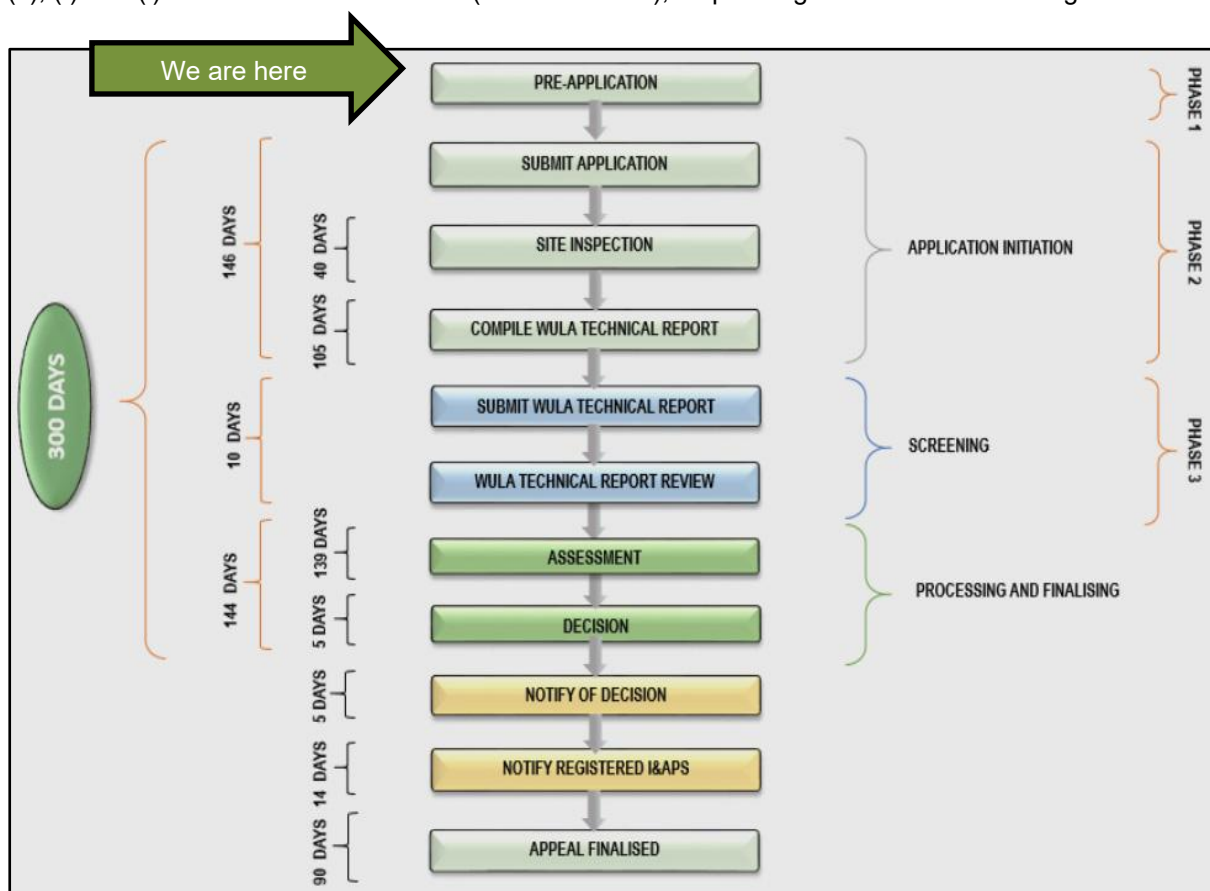 We are here
PRE-APPLICATION
PHASE 1
SUBMIT APPLICATION
146 DAYS
40 DAYS
SITE INSPECTION
APPLICATION INITIATION
PHASE 2
105 DAYS
COMPILE WULA TECHNICAL REPORT
300 DAYS
SUBMIT WULA TECHNICAL REPORT
10 DAYS
SCREENING
PHASE 3
WULA TECHNICAL REPORT REVIEW
139 DAYS
ASSESSMENT
144 DAYS
PROCESSING AND FINALISING
5 DAYS
DECISION
5 DAYS
NOTIFY OF DECISION
14 DAYS
NOTIFY REGISTERED I&APS
90 DAYS
APPEAL FINALISED